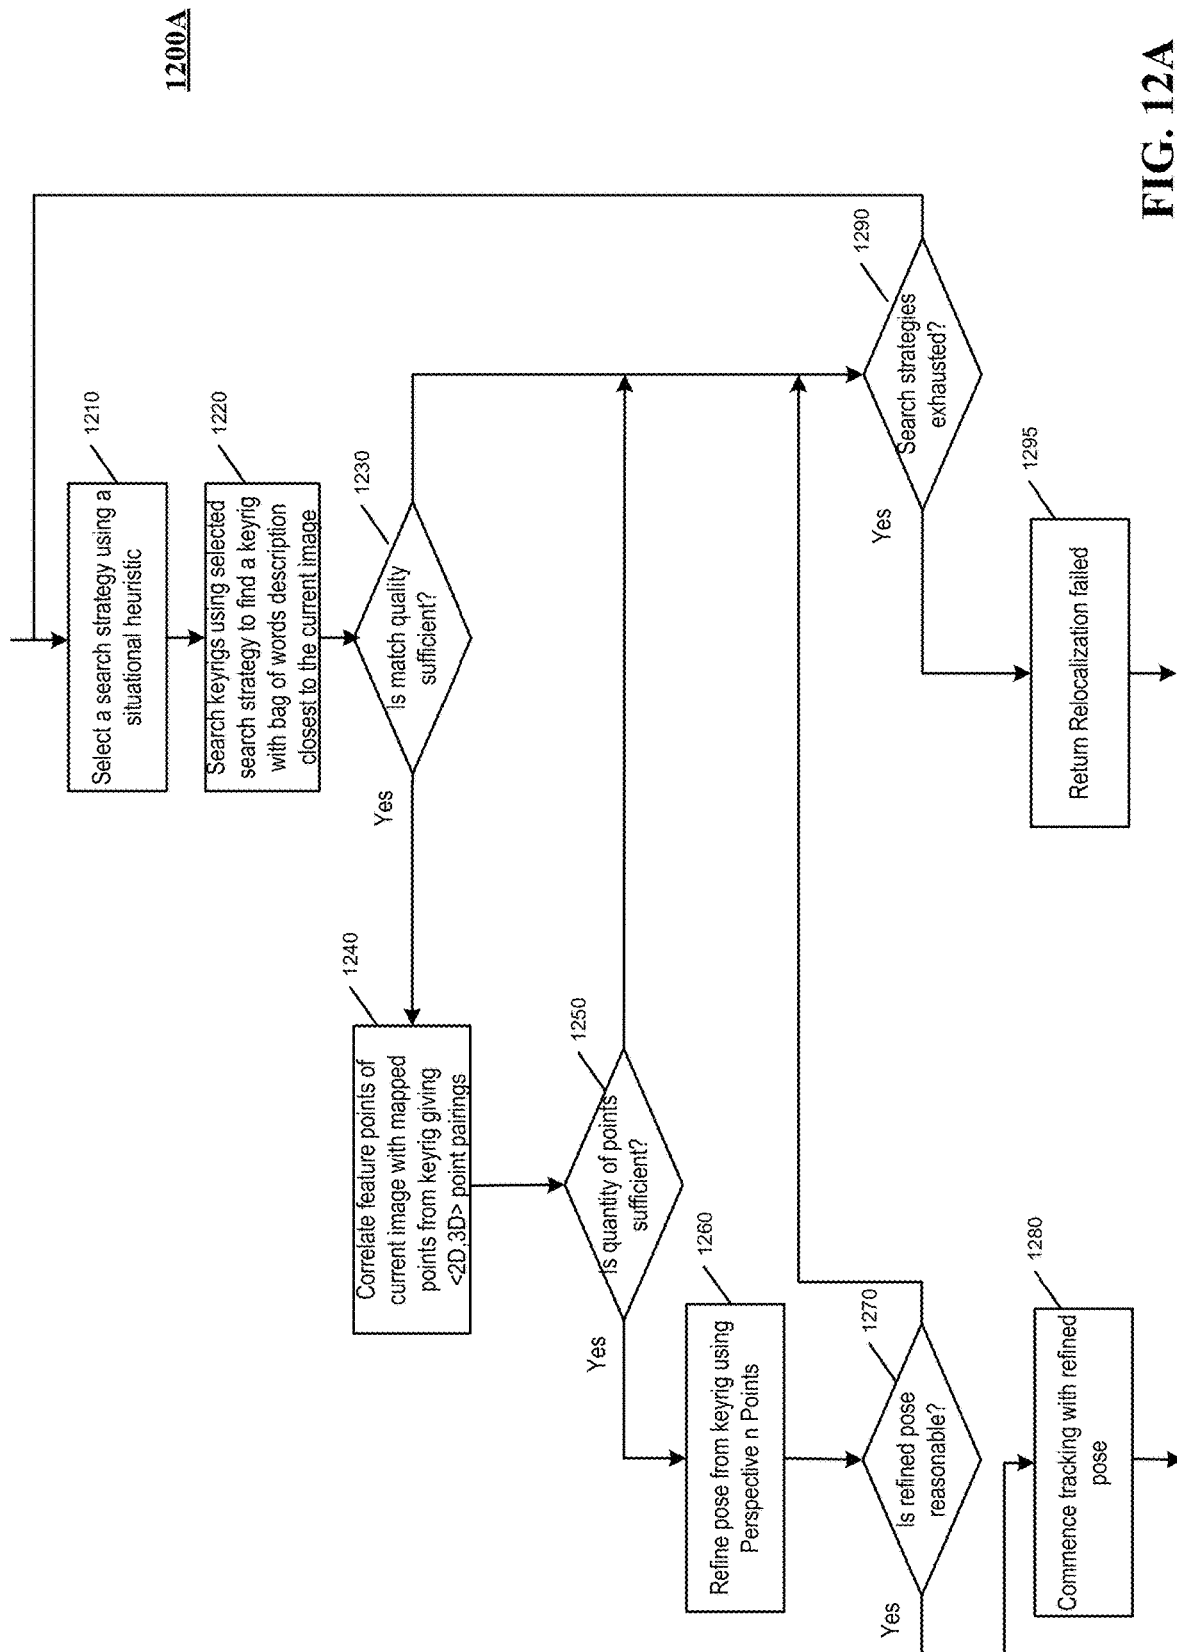 1200A
1210
Select a search strategy using a
situational heuristic
1220
Search keyrigs using selected
search strategy to find a keyrig
with bag of words description
closest to the current image
1230
Is match quality
sufficient?
Yes
1240
Correlate feature points of
current image with mapped
points from keyrig giving
<2D,3D> point pairings
1250
Is quantity of points
sufficient?
Yes
1260
Refine pose from keyrig using
Perspective n Points
1270
Is refined pose
reasonable?
Yes
1280
Commence tracking with refined
pose
1290
Search strategies
exhausted?
Yes
1295
Return Relocalization failed
FIG. 12A